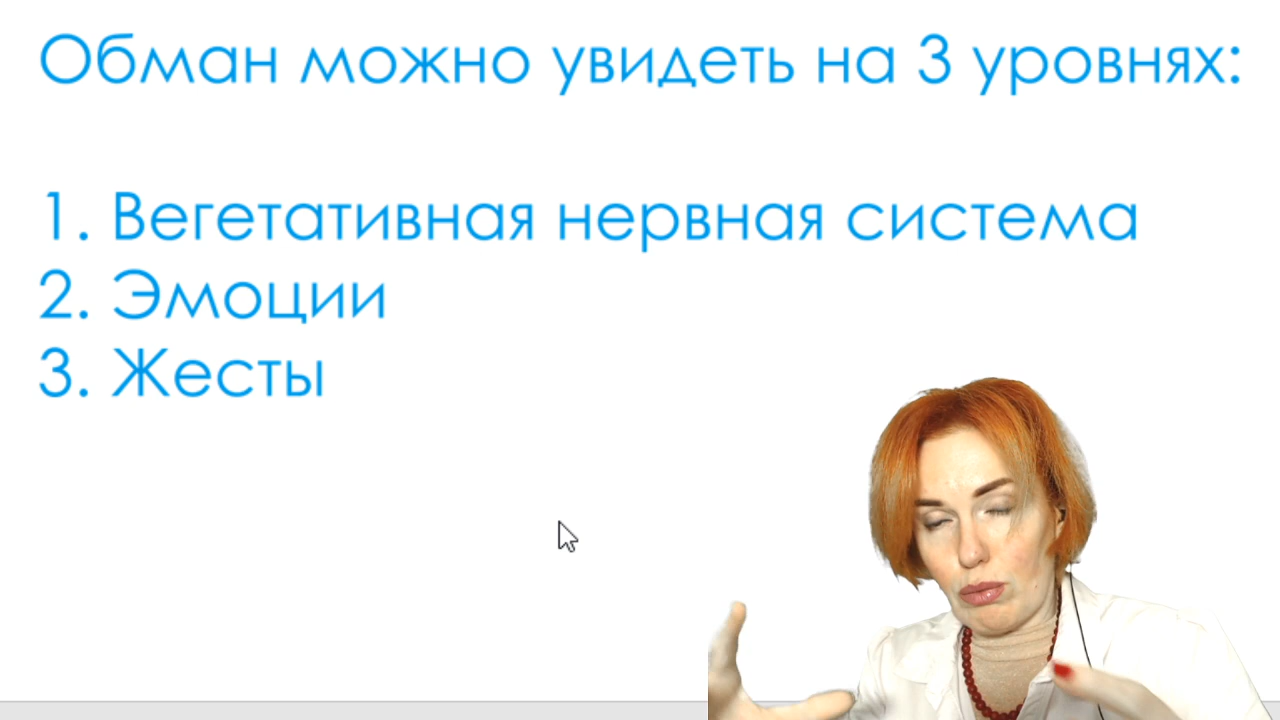 Обман можно увидеть на 3 уровнях:
1. Вегетативная нервная система
2. Эмоции
3. Жесты